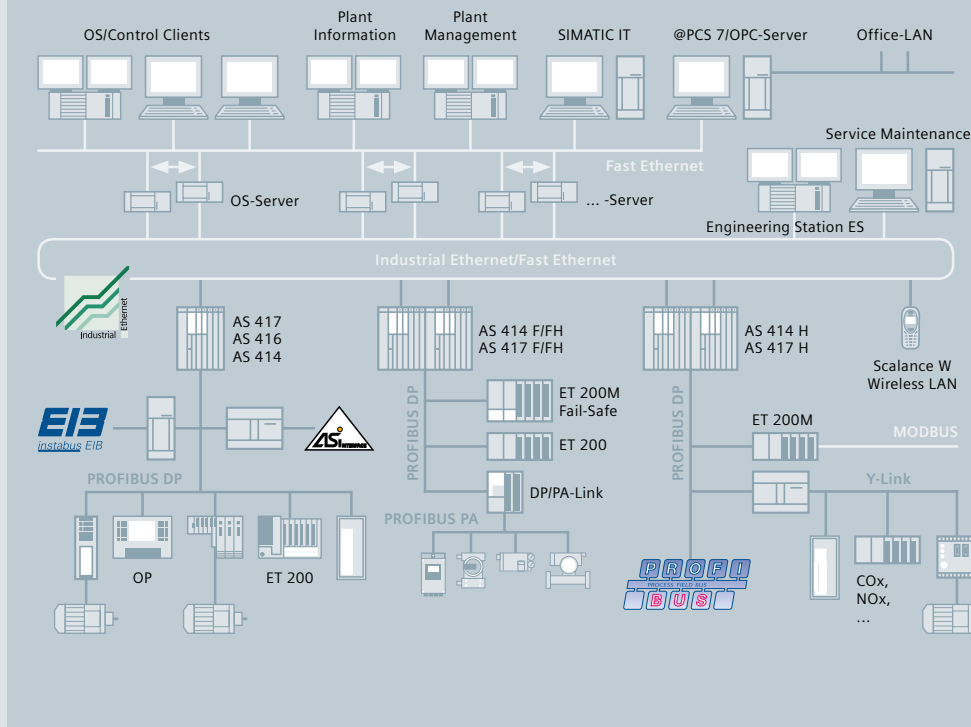 OS/Control Clients
Plant
Information
Plant
Management
SIMATIC IT
@PCS 7/OPC-Server
Office-LAN
Service Maintenance
Fast Ethernet
OS-Server
... -Server
Engineering Station ES
Industrial Ethernet/Fast Ethernet
Industrial
Ethernet
AS 417
AS 416
AS 414
AS 414 F/FH
AS 417 F/FH
AS 414 H
AS 417 H
Scalance W
Wireless LAN
PROFIBUS DP
ET 200M
Fail-Safe
PROFIBUS DP
EIB
instabus EIB
ASi
INTERFACE
ET 200
ET 200M
MODBUS
PROFIBUS DP
DP/PA-Link
Y-Link
PROFIBUS PA
OP
ET 200
PROFI
PROCESS FIELD BUS
BUS
COx,
NOx,
...